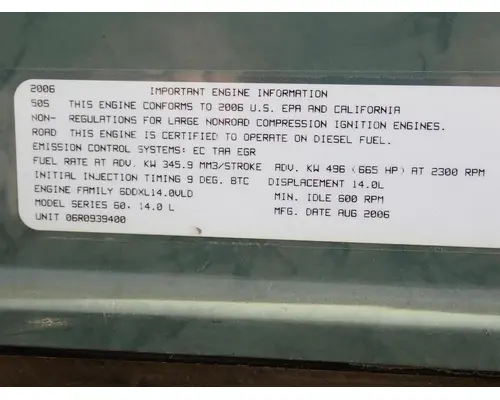 2006 IMPORTANT ENGINE INFORMATION
505 THIS ENGINE CONFORMS TO 2006 U.S. EPA AND CALIFORNIA
NON- REGULATIONS FOR LARGE NONROAD COMPRESSION IGNITION ENGINES.
ROAD THIS ENGINE IS CERTIFIED TO OPERATE ON DIESEL FUEL.
EMISSION CONTROL SYSTEMS: EC TAA EGR
FUEL RATE AT ADV. KW 345.9 MM3/STROKE ADV. KW 496 (665 HP) AT 2300 RPM
INITIAL INJECTION TIMING 9 DEG. BTC DISPLACEMENT 14.0L
ENGINE FAMILY 6DDXL14.0VLD MIN. IDLE 600 RPM
MODEL SERIES 60, 14.0 L MFG. DATE AUG 2006
UNIT 06R0939400